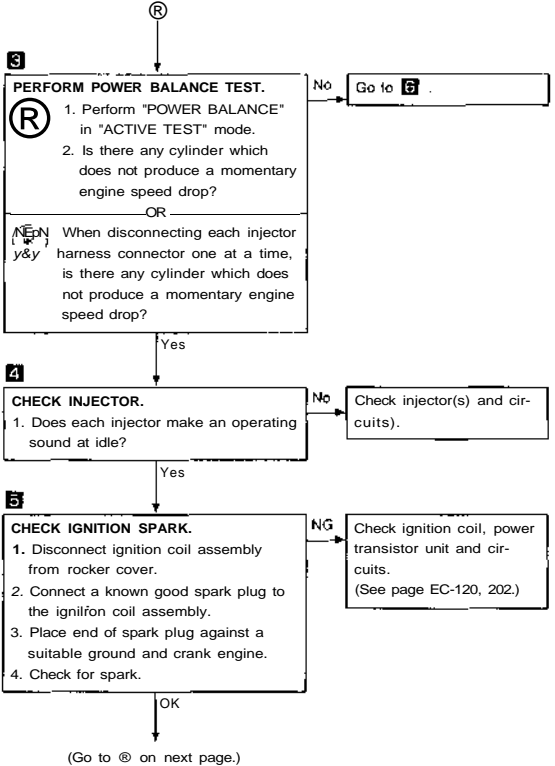 ®
3
PERFORM POWER BALANCE TEST.
® 1. Perform "POWER BALANCE"
in "ACTIVE TEST" mode.
2. Is there any cylinder which
does not produce a momentary
engine speed drop?
OR
When disconnecting each injector
y&y harness connector one at a time,
is there any cylinder which does
not produce a momentary engine
speed drop?
No
Go to 6 .
Yes
4
CHECK INJECTOR.
1. Does each injector make an operating
sound at idle?
No
Check injector(s) and cir-
cuits).
Yes
5
CHECK IGNITION SPARK.
1. Disconnect ignition coil assembly
from rocker cover.
2. Connect a known good spark plug to
the ignilřon coil assembly.
3. Place end of spark plug against a
suitable ground and crank engine.
4. Check for spark.
NG
Check ignition coil, power
transistor unit and cir-
cuits.
(See page EC-120, 202.)
OK
(Go to ® on next page.)